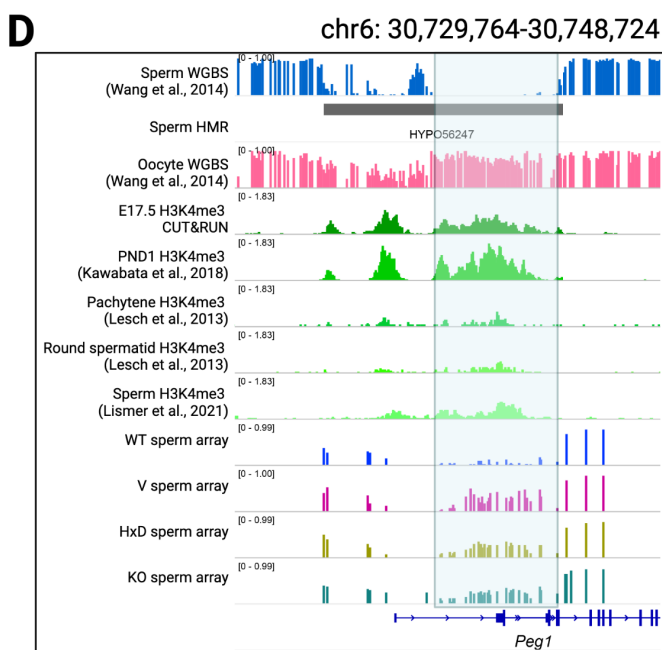 D
chr6: 30,729,764-30,748,724
[0 - 1.00]
Sperm WGBS
(Wang et al., 2014)
Sperm HMR
HYPO56247
[0 - 1.00]
Oocyte WGBS
(Wang et al., 2014)
[0 - 1.83]
E17.5 H3K4me3
CUT&RUN
[0 - 1.83]
PND1 H3K4me3
(Kawabata et al., 2018)
[0 - 1.83]
Pachytene H3K4me3
(Lesch et al., 2013)
[0 - 1.83]
Round spermatid H3K4me3
(Lesch et al., 2013)
[0 - 1.83]
Sperm H3K4me3
(Lismer et al., 2021)
[0 - 0.99]
WT sperm array
[0 - 1.00]
V sperm array
[0 - 0.99]
HxD sperm array
[0 - 0.99]
KO sperm array
Peg1